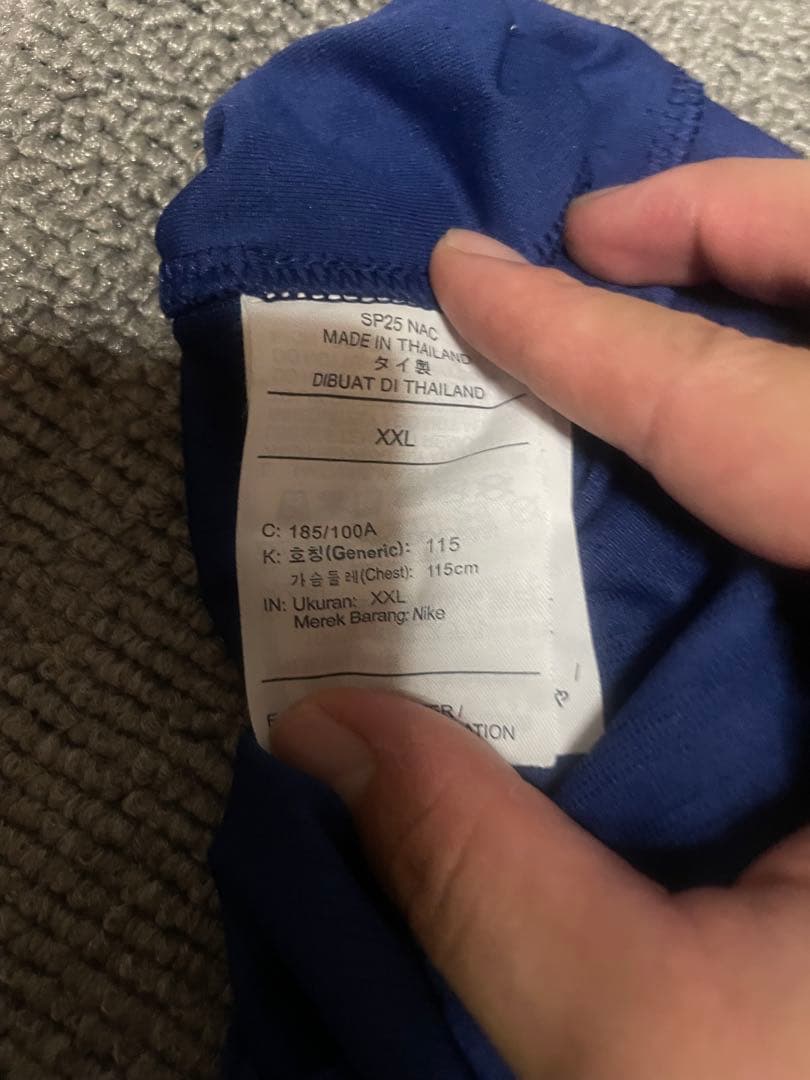 SP25 NAC
MADE IN THAILAND
タイ製
DIBUAT DI THAILAND
XXL
C: 185/100A
K: 호칭(Generic): 115
가슴둘레(Chest): 115cm
IN: Ukuran: XXL
Merek Barang: Nike